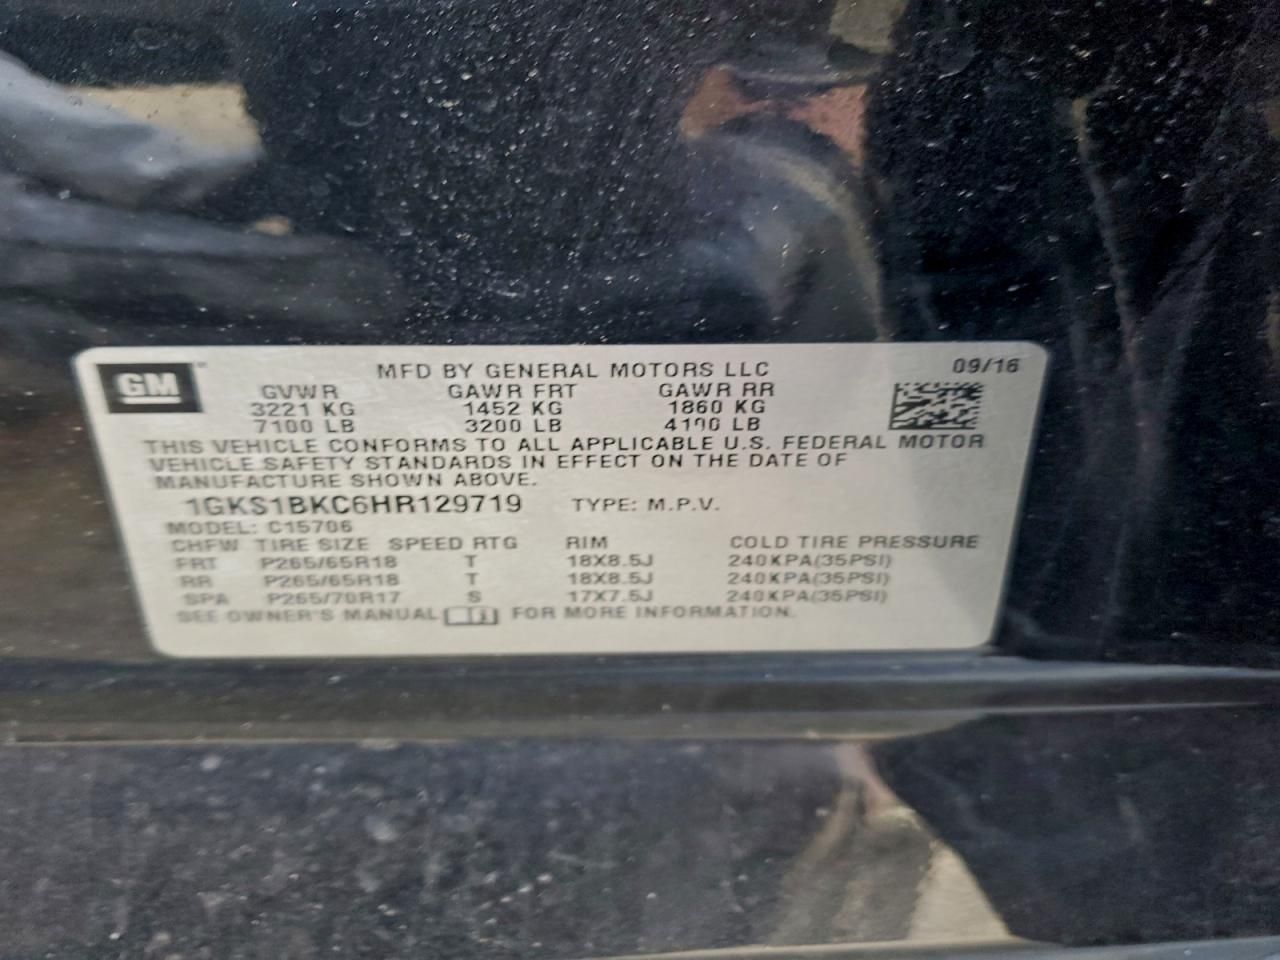 GM
MFD BY GENERAL MOTORS LLC 09/16
GVWR GAWR FRT GAWR RR
3221 KG 1452 KG 1860 KG
7100 LB 3200 LB 4100 LB
THIS VEHICLE CONFORMS TO ALL APPLICABLE U.S. FEDERAL MOTOR
VEHICLE SAFETY STANDARDS IN EFFECT ON THE DATE OF
MANUFACTURE SHOWN ABOVE.
1GKS1BKC6HR129719 TYPE: M.P.V.
MODEL: C15706
CHFW TIRE SIZE SPEED RTG RIM COLD TIRE PRESSURE
FRT P265/65R18 T 18X8.5J 240KPA(35PSI)
RR P265/65R18 T 18X8.5J 240KPA(35PSI)
SPA P265/70R17 S 17X7.5J 240KPA(35PSI)
SEE OWNER'S MANUAL FOR MORE INFORMATION.